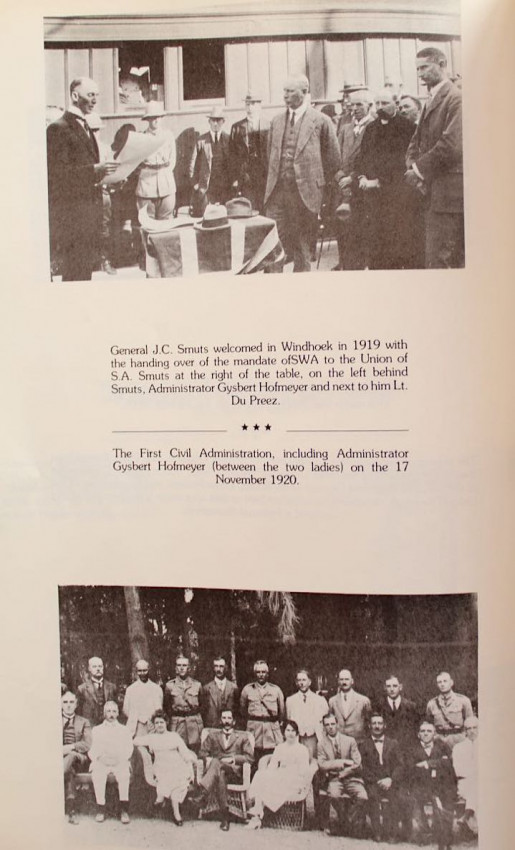 General J.C. Smuts welcomed in Windhoek in 1919 with
the handing over of the mandate ofSWA to the Union of
S.A. Smuts at the right of the table, on the left behind
Smuts, Administrator Gysbert Hofmeyer and next to him Lt.
Du Preez.
★★★
The First Civil Administration, including Administrator
Gysbert Hofmeyer (between the two ladies) on the 17
November 1920.